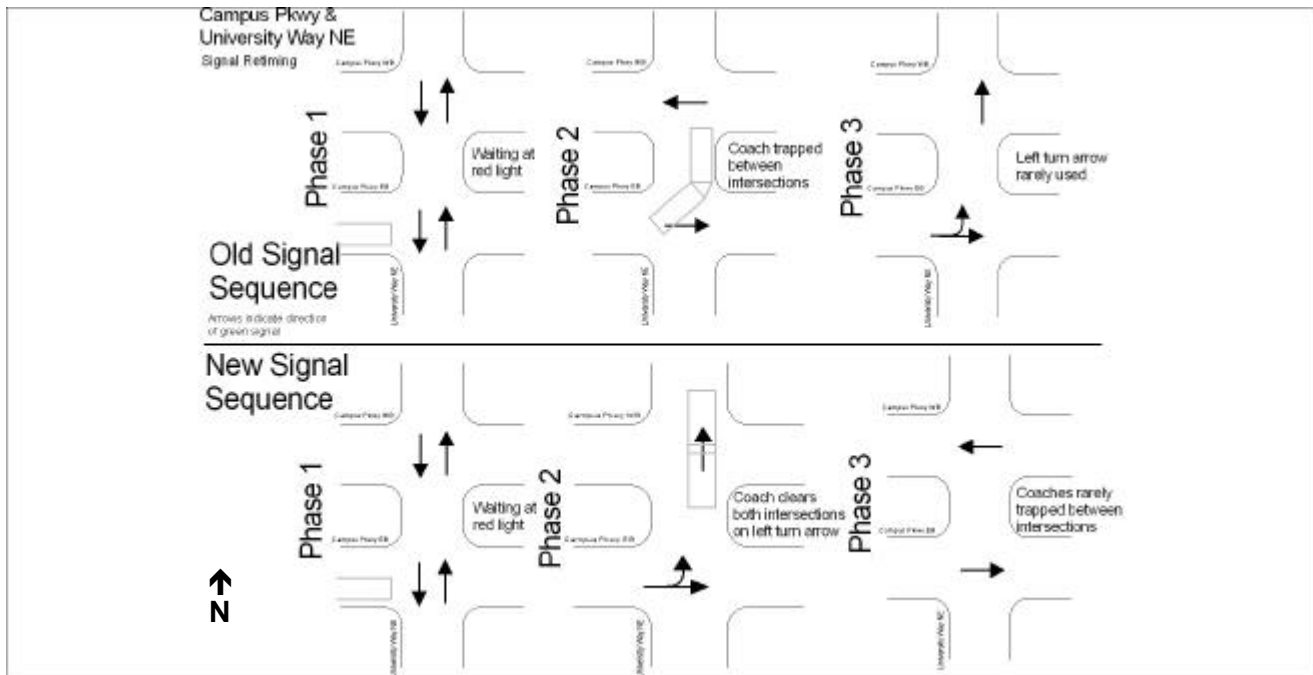 Campus Pkwy &
University Way NE
Signal Retiming
Campus Pkwy WB
Campus Pkwy WB
Campus Pkwy WB
Phase 1
Waiting at
red light
Phase 2
Coach trapped
between
intersections
Phase 3
Left turn arrow
rarely used
Campus Pkwy EB
Campus Pkwy EB
Campus Pkwy EB
Old Signal
Sequence
Arrows indicate direction
of green signal
University Way NE
University Way NE
University Way NE
New Signal
Sequence
Campus Pkwy WB
Campus Pkwy WB
Campus Pkwy WB
Phase 1
Waiting at
red light
Phase 2
Coach clears
both intersections
on left turn arrow
Phase 3
Coaches rarely
trapped between
intersections
Campus Pkwy EB
Campus Pkwy EB
Campus Pkwy EB
N
University Way NE
University Way NE
University Way NE